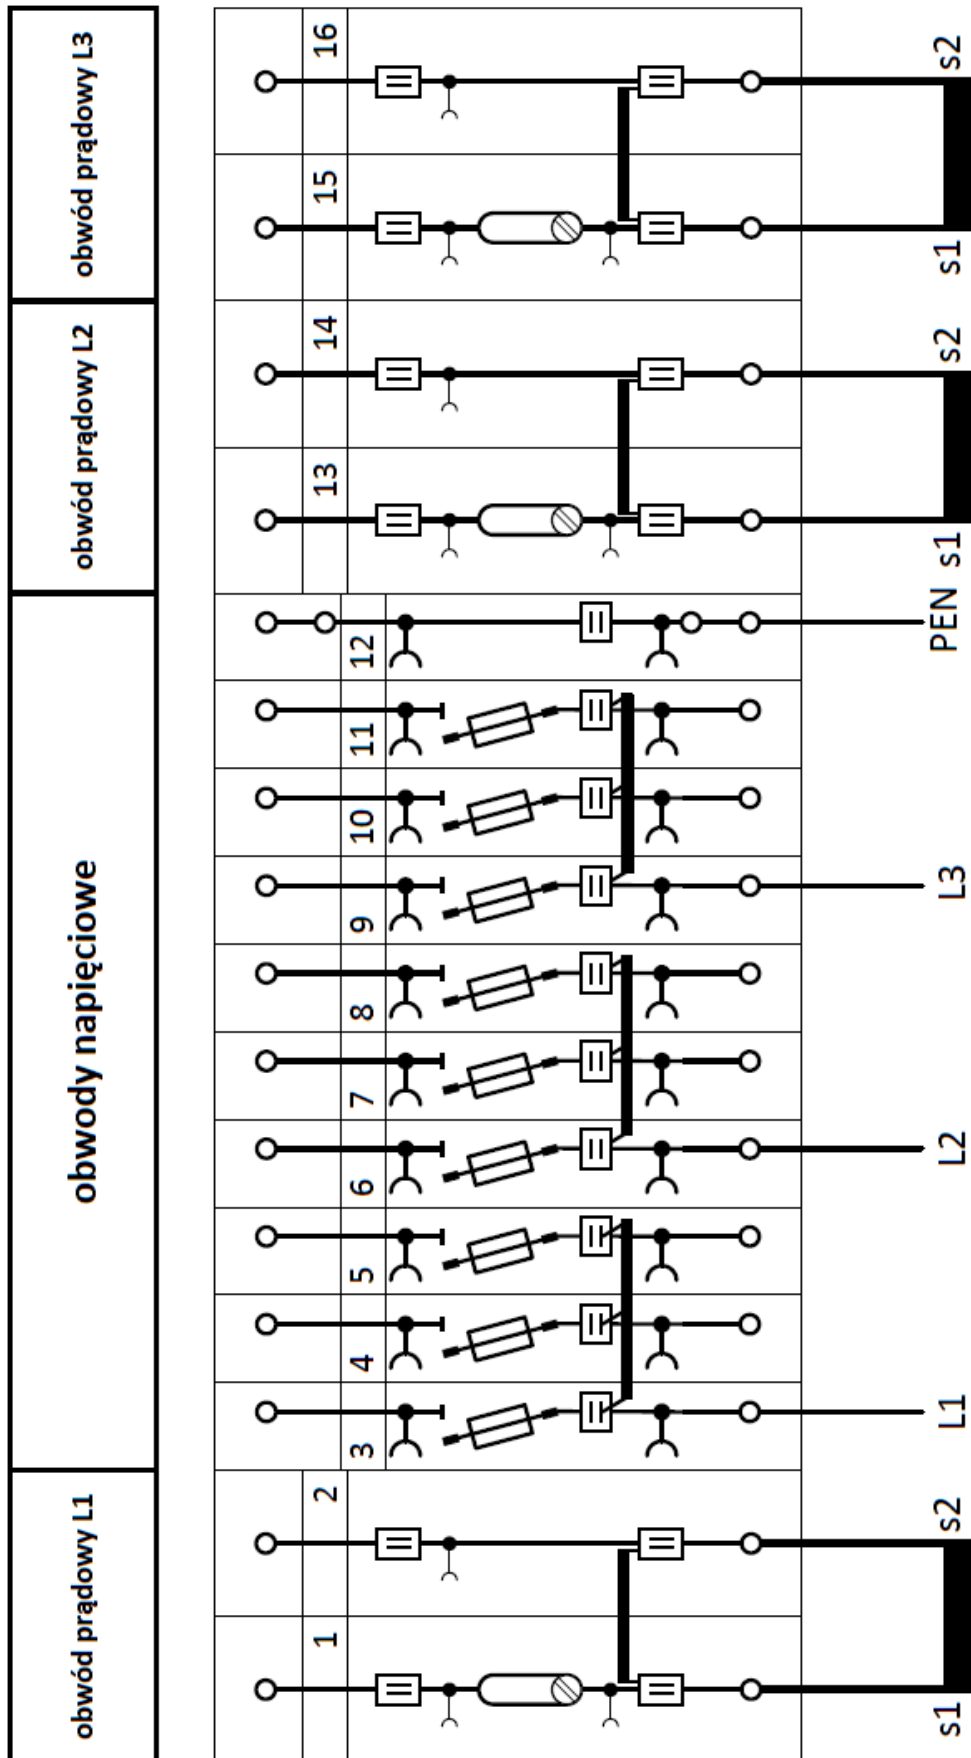 obwód prądowy L1
obwody napięciowe
obwód prądowy L2
obwód prądowy L3
1
2
3
4
5
6
7
8
9
10
11
12
13
14
15
16
s1
s2
L1
L2
L3
PEN
s1
s2
s1
s2